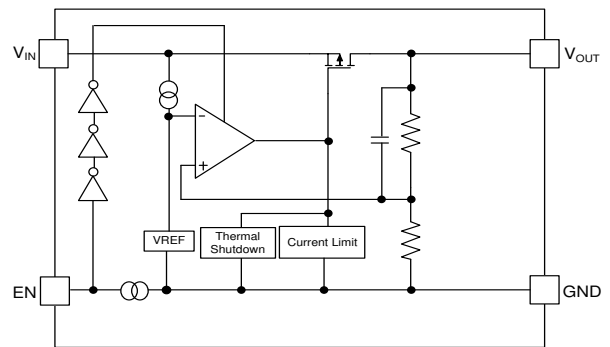 VIN
VOUT
−
+
VREF
Thermal
Shutdown
Current Limit
EN
GND